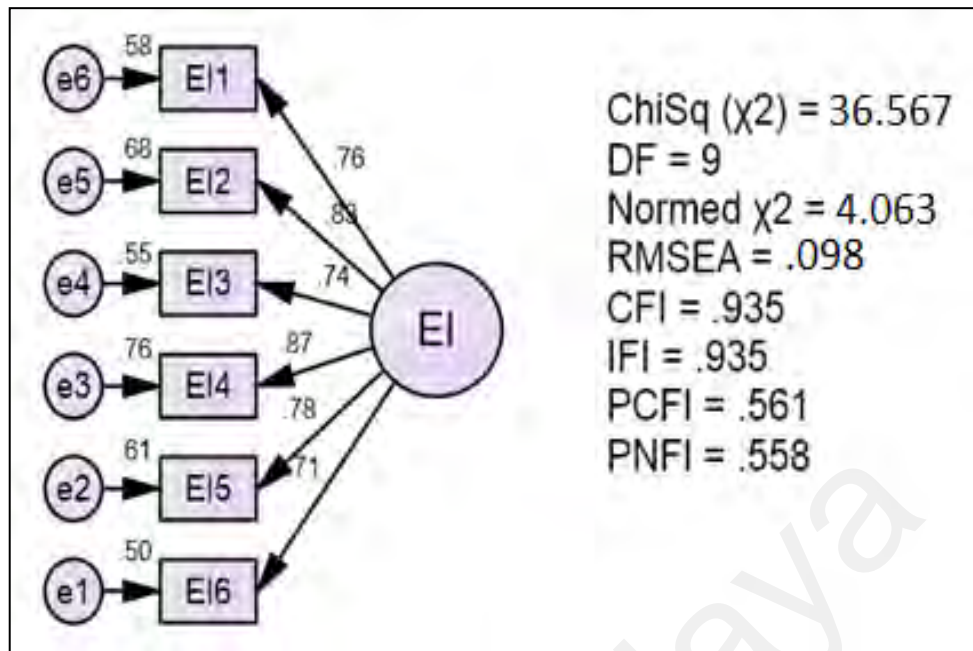 .58
e6
EI1
.76
.68
e5
EI2
.83
.55
e4
EI3
.74
EI
.76
e3
EI4
.87
.61
e2
EI5
.78
.50
e1
EI6
.71
ChiSq (χ2) = 36.567
DF = 9
Normed χ2 = 4.063
RMSEA = .098
CFI = .935
IFI = .935
PCFI = .561
PNFI = .558